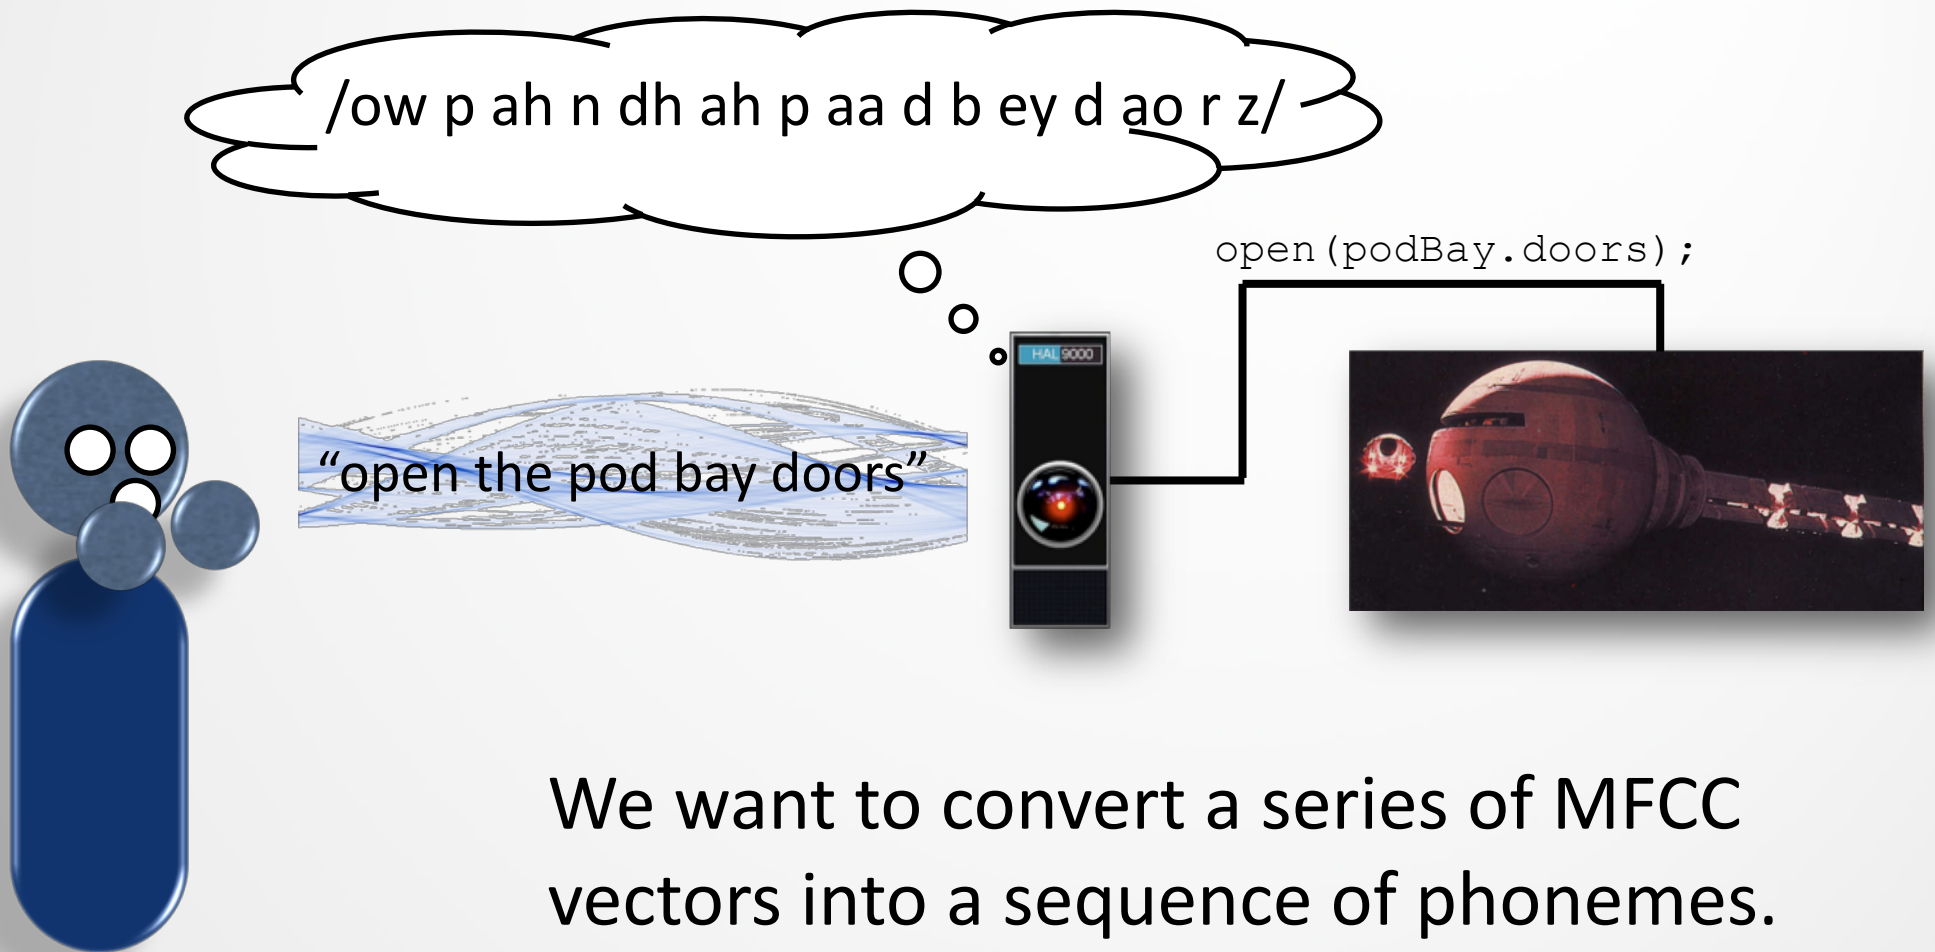 /ow p ah n dh ah p aa d b ey d ao r z/
open(podBay.doors);
HAL 9000
“open the pod bay doors”
We want to convert a series of MFCC
vectors into a sequence of phonemes.